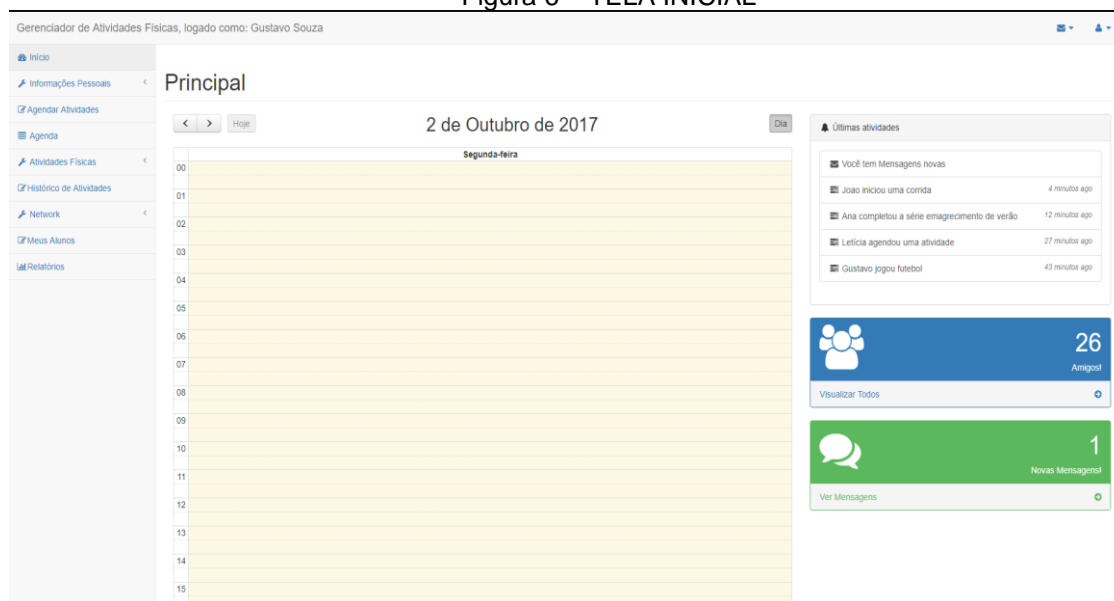 Gerenciador de Atividades Físicas, logado como: Gustavo Souza
Início
Informações Pessoais
Agendar Atividades
Agenda
Atividades Físicas
Histórico de Atividades
Network
Meus Alunos
Relatórios
Principal
Hoje
2 de Outubro de 2017
Dia
Segunda-feira
00
01
02
03
04
05
06
07
08
09
10
11
12
13
14
15
Últimas atividades
Você tem Mensagens novas
Joao iniciou uma corrida 4 minutos ago
Ana completou a série emagrecimento de verão 12 minutos ago
Letícia agendou uma atividade 27 minutos ago
Gustavo jogou futebol 43 minutos ago
26
Amigos!
Visualizar Todos
1
Novas Mensagens!
Ver Mensagens